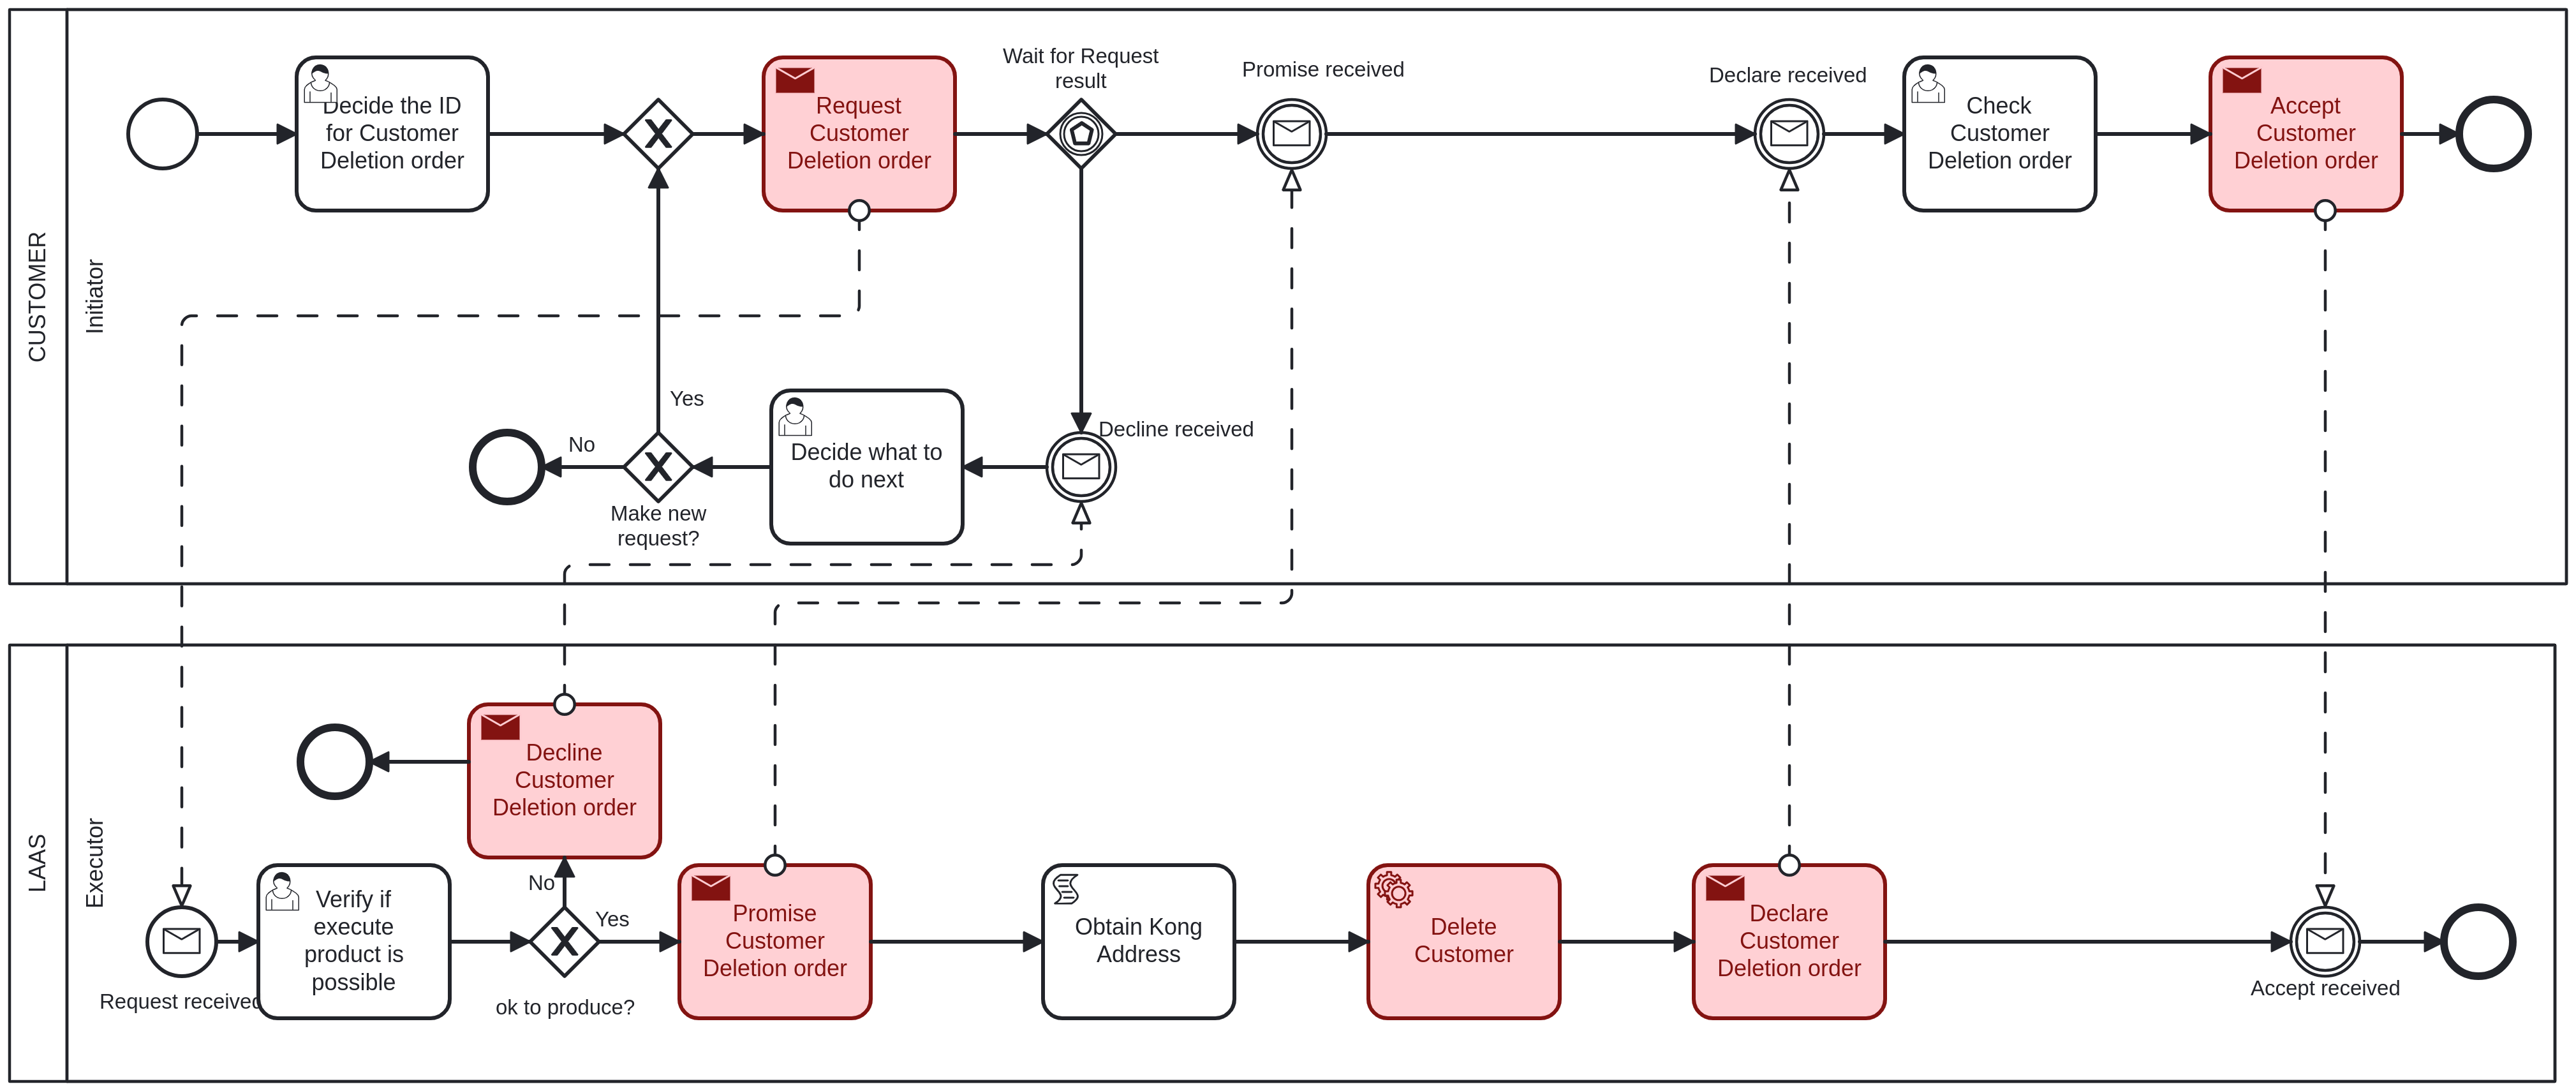 CUSTOMER
Initiator
Decide the ID
for Customer
Deletion order
Request
Customer
Deletion order
Wait for Request
result
Promise received
Declare received
Check
Customer
Deletion order
Accept
Customer
Deletion order
Yes
No
Make new
request?
Decide what to
do next
Decline received
LAAS
Executor
Decline
Customer
Deletion order
Request received
Verify if
execute
product is
possible
No
Yes
ok to produce?
Promise
Customer
Deletion order
Obtain Kong
Address
Delete
Customer
Declare
Customer
Deletion order
Accept received